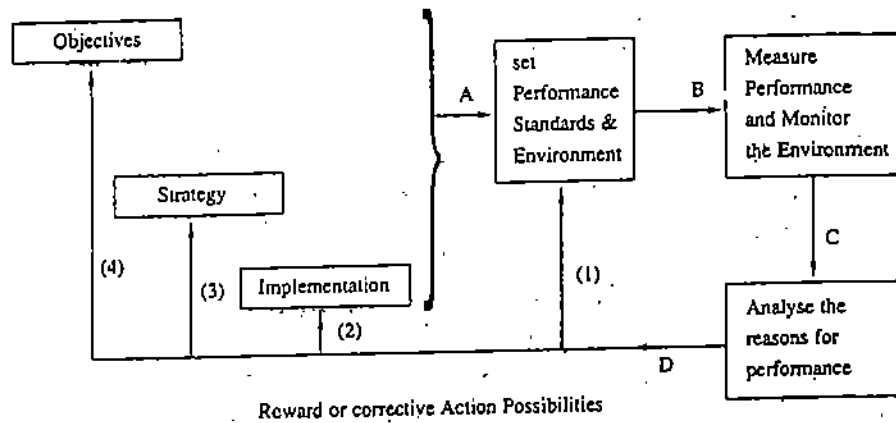 Objectives
A
set
Performance
Standards &
Environment
B
Measure
Performance
and Monitor
the Environment
Strategy
C
(4)
(3)
Implementation
(2)
(1)
Analyse the
reasons for
performance
D
Reward or corrective Action Possibilities